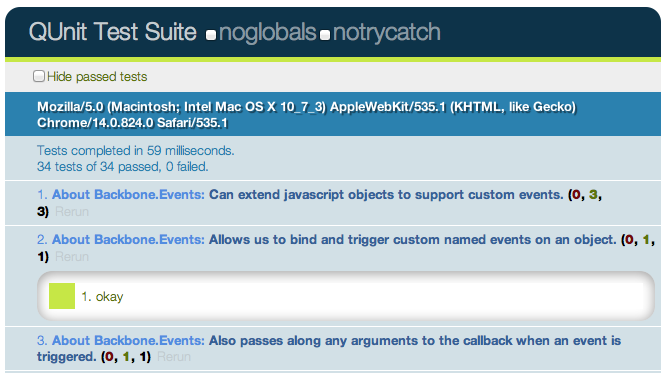 QUnit Test Suite noglobals notrycatch
Hide passed tests
Mozilla/5.0 (Macintosh; Intel Mac OS X 10_7_3) AppleWebKit/535.1 (KHTML, like Gecko)
Chrome/14.0.824.0 Safari/535.1
Tests completed in 59 milliseconds.
34 tests of 34 passed, 0 failed.
1. About Backbone.Events: Can extend javascript objects to support custom events. (0, 3,
3) Rerun
2. About Backbone.Events: Allows us to bind and trigger custom named events on an object. (0, 1,
1) Rerun
1. okay
3. About Backbone.Events: Also passes along any arguments to the callback when an event is
triggered. (0, 1, 1) Rerun